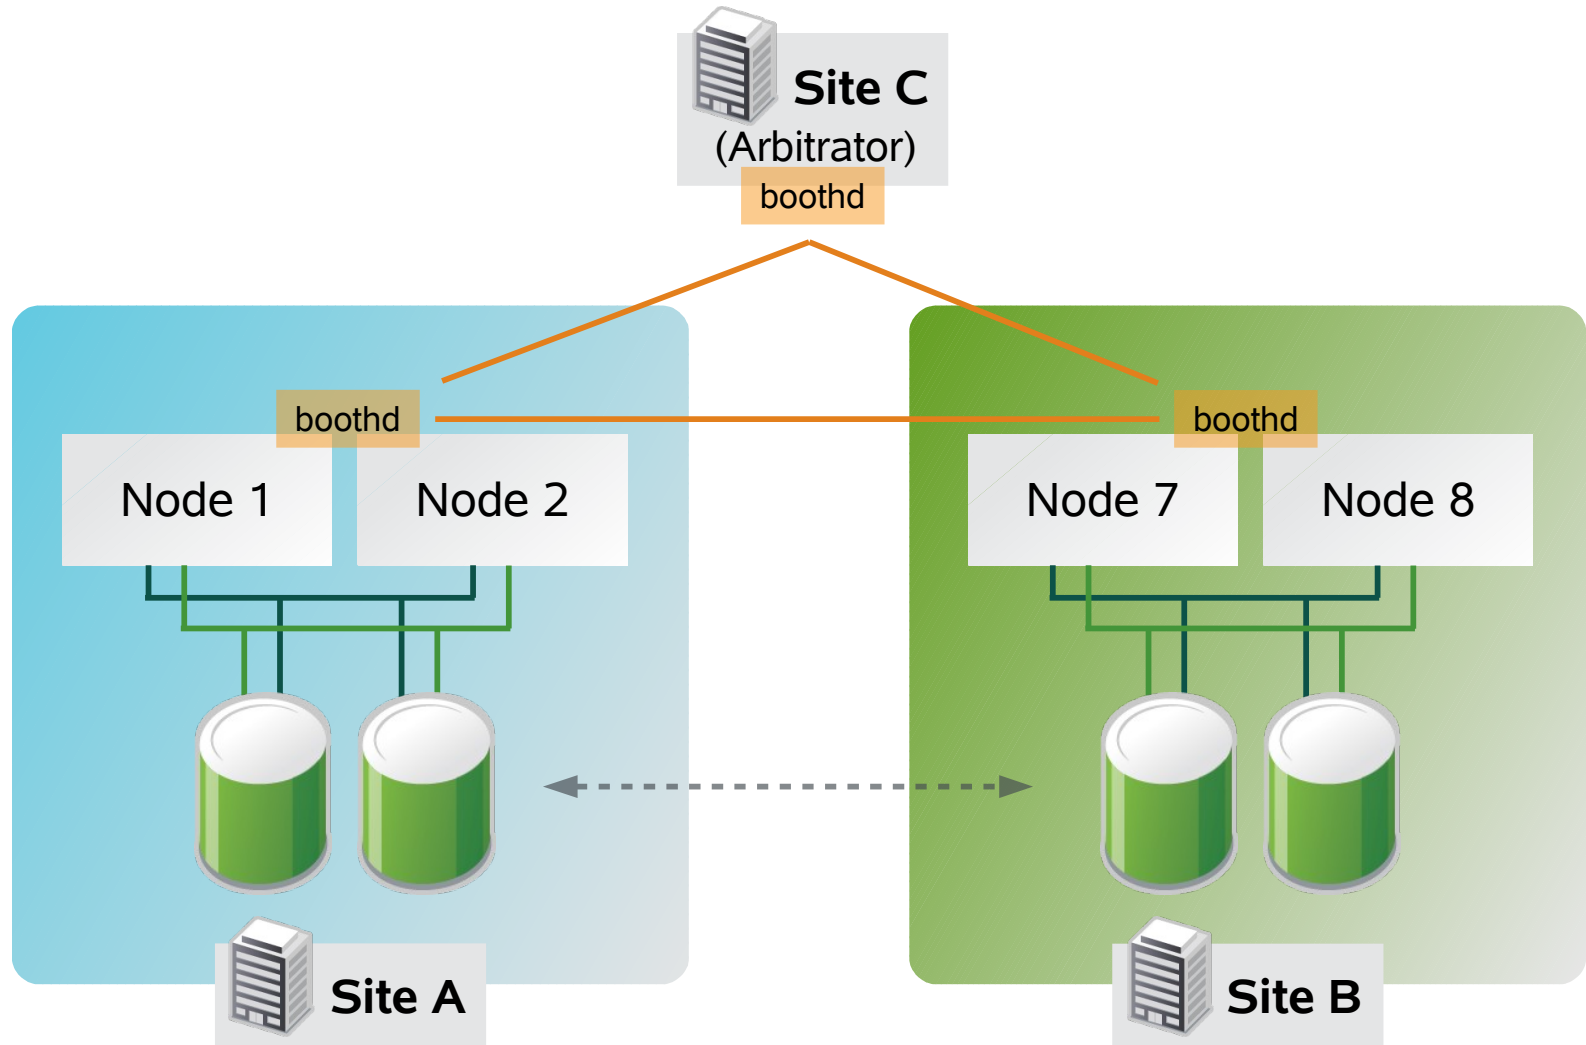 Site C
(Arbitrator)
boothd
boothd
boothd
Node 1
Node 2
Node 7
Node 8
Site A
Site B